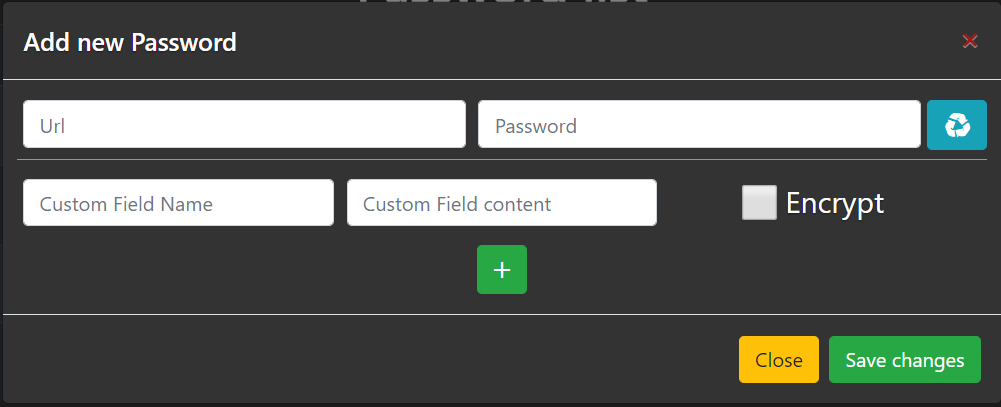 Add new Password
Url
Password
Custom Field Name
Custom Field content
Encrypt
+
Close
Save changes